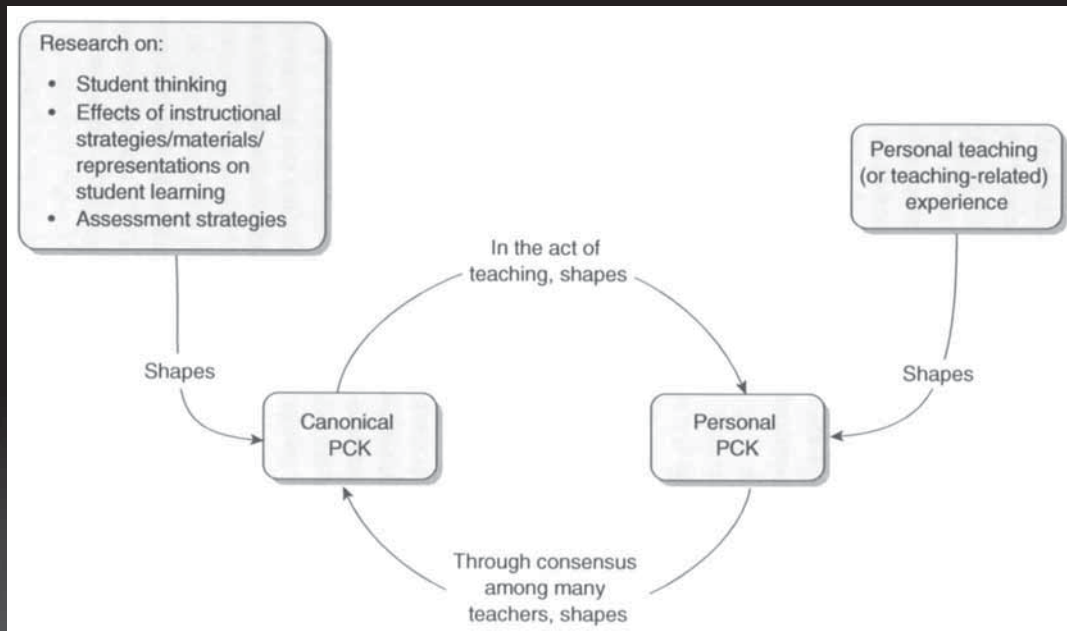 Research on:
• Student thinking
• Effects of instructional
strategies/materials/
representations on
student learning
• Assessment strategies
Personal teaching
(or teaching-related)
experience
In the act of
teaching, shapes
Shapes
Shapes
Canonical
PCK
Personal
PCK
Through consensus
among many
teachers, shapes